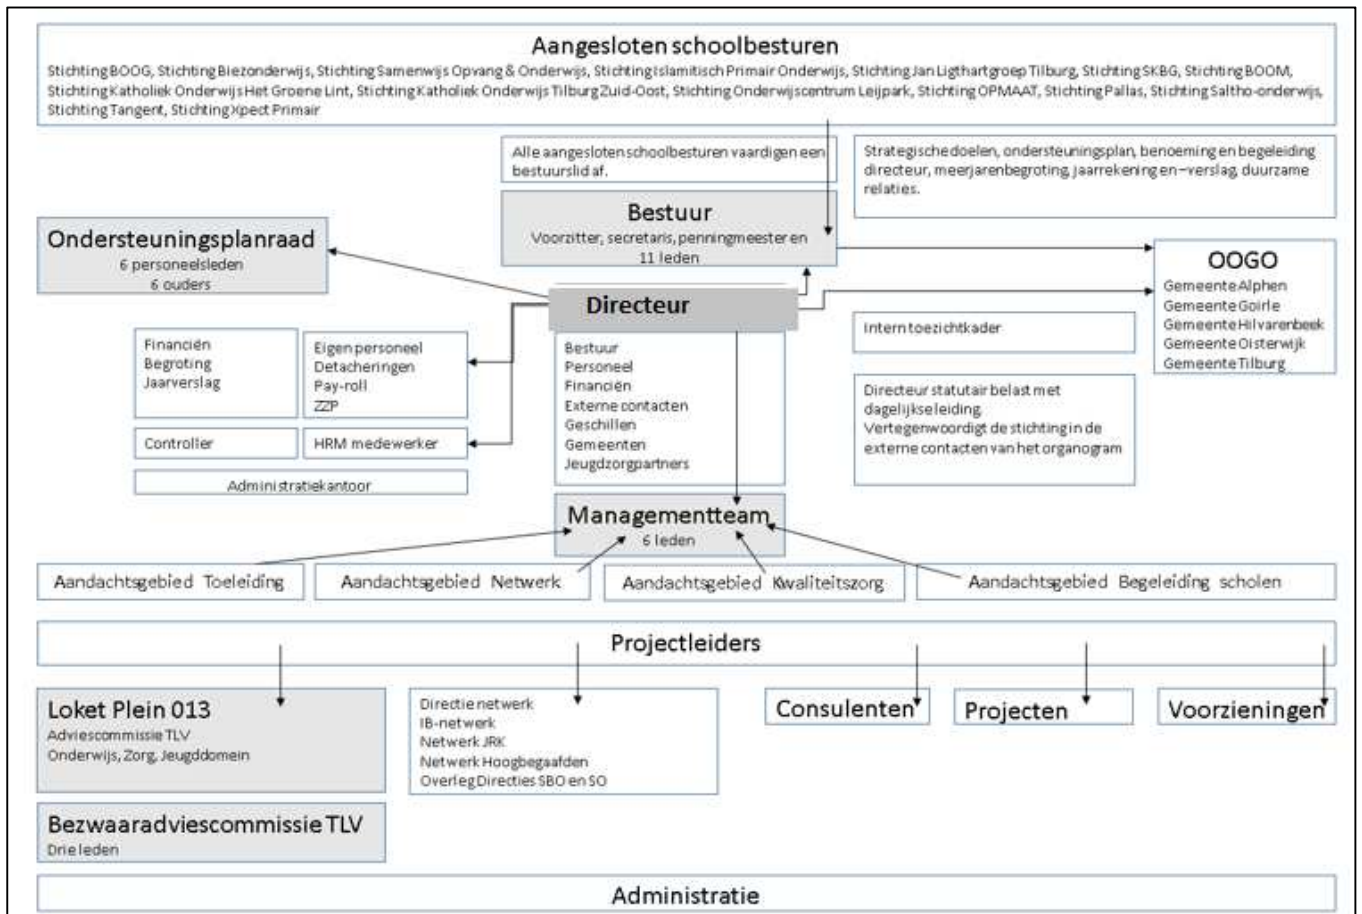 Aangesloten schoolbesturen
Stichting BOOG, Stichting Biezonderwijs, Stichting Samenwijs Opvang & Onderwijs, Stichting Islamitisch Primair Onderwijs, Stichting Jan Ligthartgroep Tilburg, Stichting SKBG, Stichting BOOM,
Stichting Katholiek Onderwijs Het Groene Lint, Stichting Katholiek Onderwijs Tilburg Zuid-Oost, Stichting Onderwijscentrum Leijpark, Stichting OPMAAT, Stichting Pallas, Stichting Saltho-onderwijs,
Stichting Tangent, Stichting Xpect Primair
Alle aangesloten schoolbesturen vaardigen een
bestuurslid af.
Strategische doelen, ondersteuningsplan, benoeming en begeleiding
directeur, meerjarenbegroting, jaarrekening en –verslag, duurzame
relaties.
Bestuur
Voorzitter, secretaris, penningmeester en
11 leden
Ondersteuningsplanraad
6 personeelsleden
6 ouders
OOGO
Gemeente Alphen
Gemeente Goirle
Gemeente Hilvarenbeek
Gemeente Oisterwijk
Gemeente Tilburg
Directeur
Financiën
Begroting
Jaarverslag
Eigen personeel
Detacheringen
Pay-roll
ZZP
Bestuur
Personeel
Financiën
Externe contacten
Geschillen
Gemeenten
Jeugdzorgpartners
Intern toezichtkader
Directeur statutair belast met
dagelijkse leiding.
Vertegenwoordigt de stichting in de
externe contacten van het organogram
Controller
HRM medewerker
Administratiekantoor
Managementteam
6 leden
Aandachtsgebied Toeleiding
Aandachtsgebied Netwerk
Aandachtsgebied Kwaliteitszorg
Aandachtsgebied Begeleiding scholen
Projectleiders
Loket Plein 013
Adviescommissie TLV
Onderwijs, Zorg, Jeugddomein
Directie netwerk
IB-netwerk
Netwerk JRK
Netwerk Hoogbegaafden
Overleg Directies SBO en SO
Consulenten
Projecten
Voorzieningen
Bezwaaradviescommissie TLV
Drie leden
Administratie